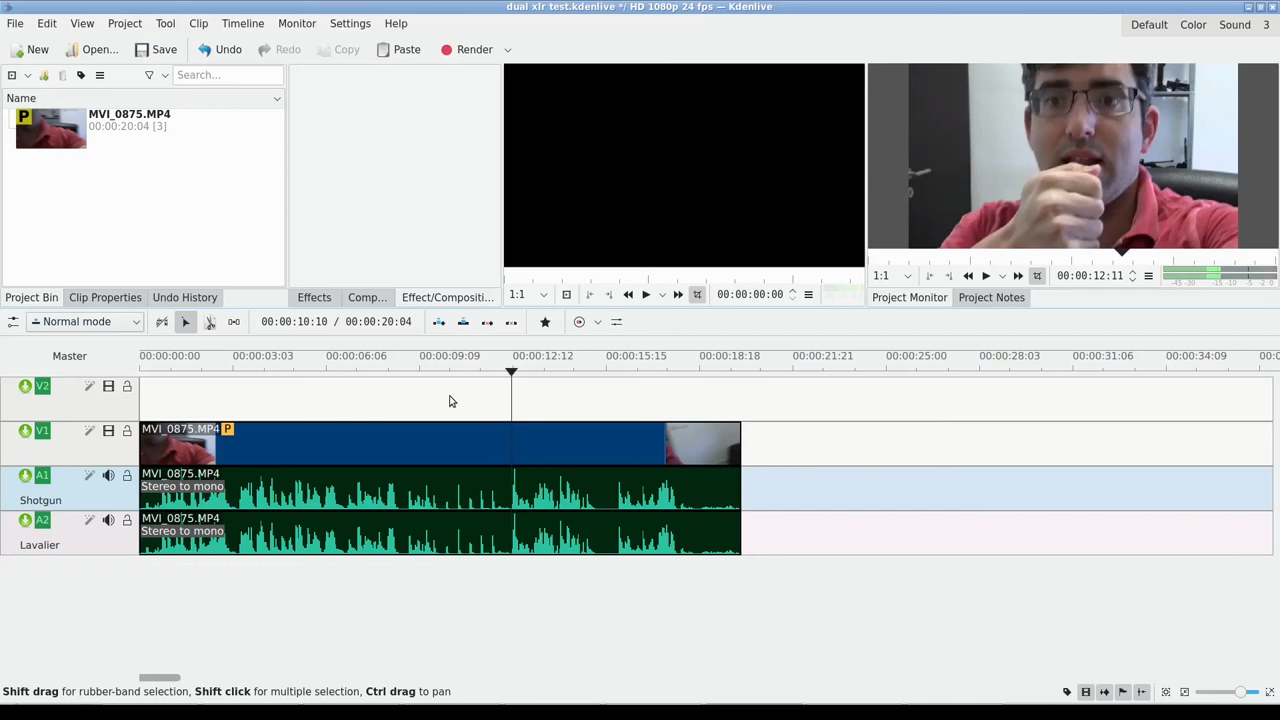 dual xlr test.kdenlive */ HD 1080p 24 fps — Kdenlive
File Edit View Project Tool Clip Timeline Monitor Settings Help
Default Color Sound 3
New Open... Save Undo Redo Copy Paste Render
Search...
Name
P
MVI_0875.MP4
00:00:20:04 [3]
1:1 00:00:12:11
-45 -30 -15 -10 -5 -2 0
1:1 00:00:00:00
Project Bin Clip Properties Undo History Effects Comp... Effect/Compositi... Project Monitor Project Notes
Normal mode 00:00:10:10 / 00:00:20:04
Master 00:00:00:00 00:00:03:03 00:00:06:06 00:00:09:09 00:00:12:12 00:00:15:15 00:00:18:18 00:00:21:21 00:00:25:00 00:00:28:03 00:00:31:06 00:00:34:09
V2
V1 MVI_0875.MP4 P
A1 MVI_0875.MP4
Stereo to mono
Shotgun
A2 MVI_0875.MP4
Stereo to mono
Lavalier
Shift drag for rubber-band selection, Shift click for multiple selection, Ctrl drag to pan